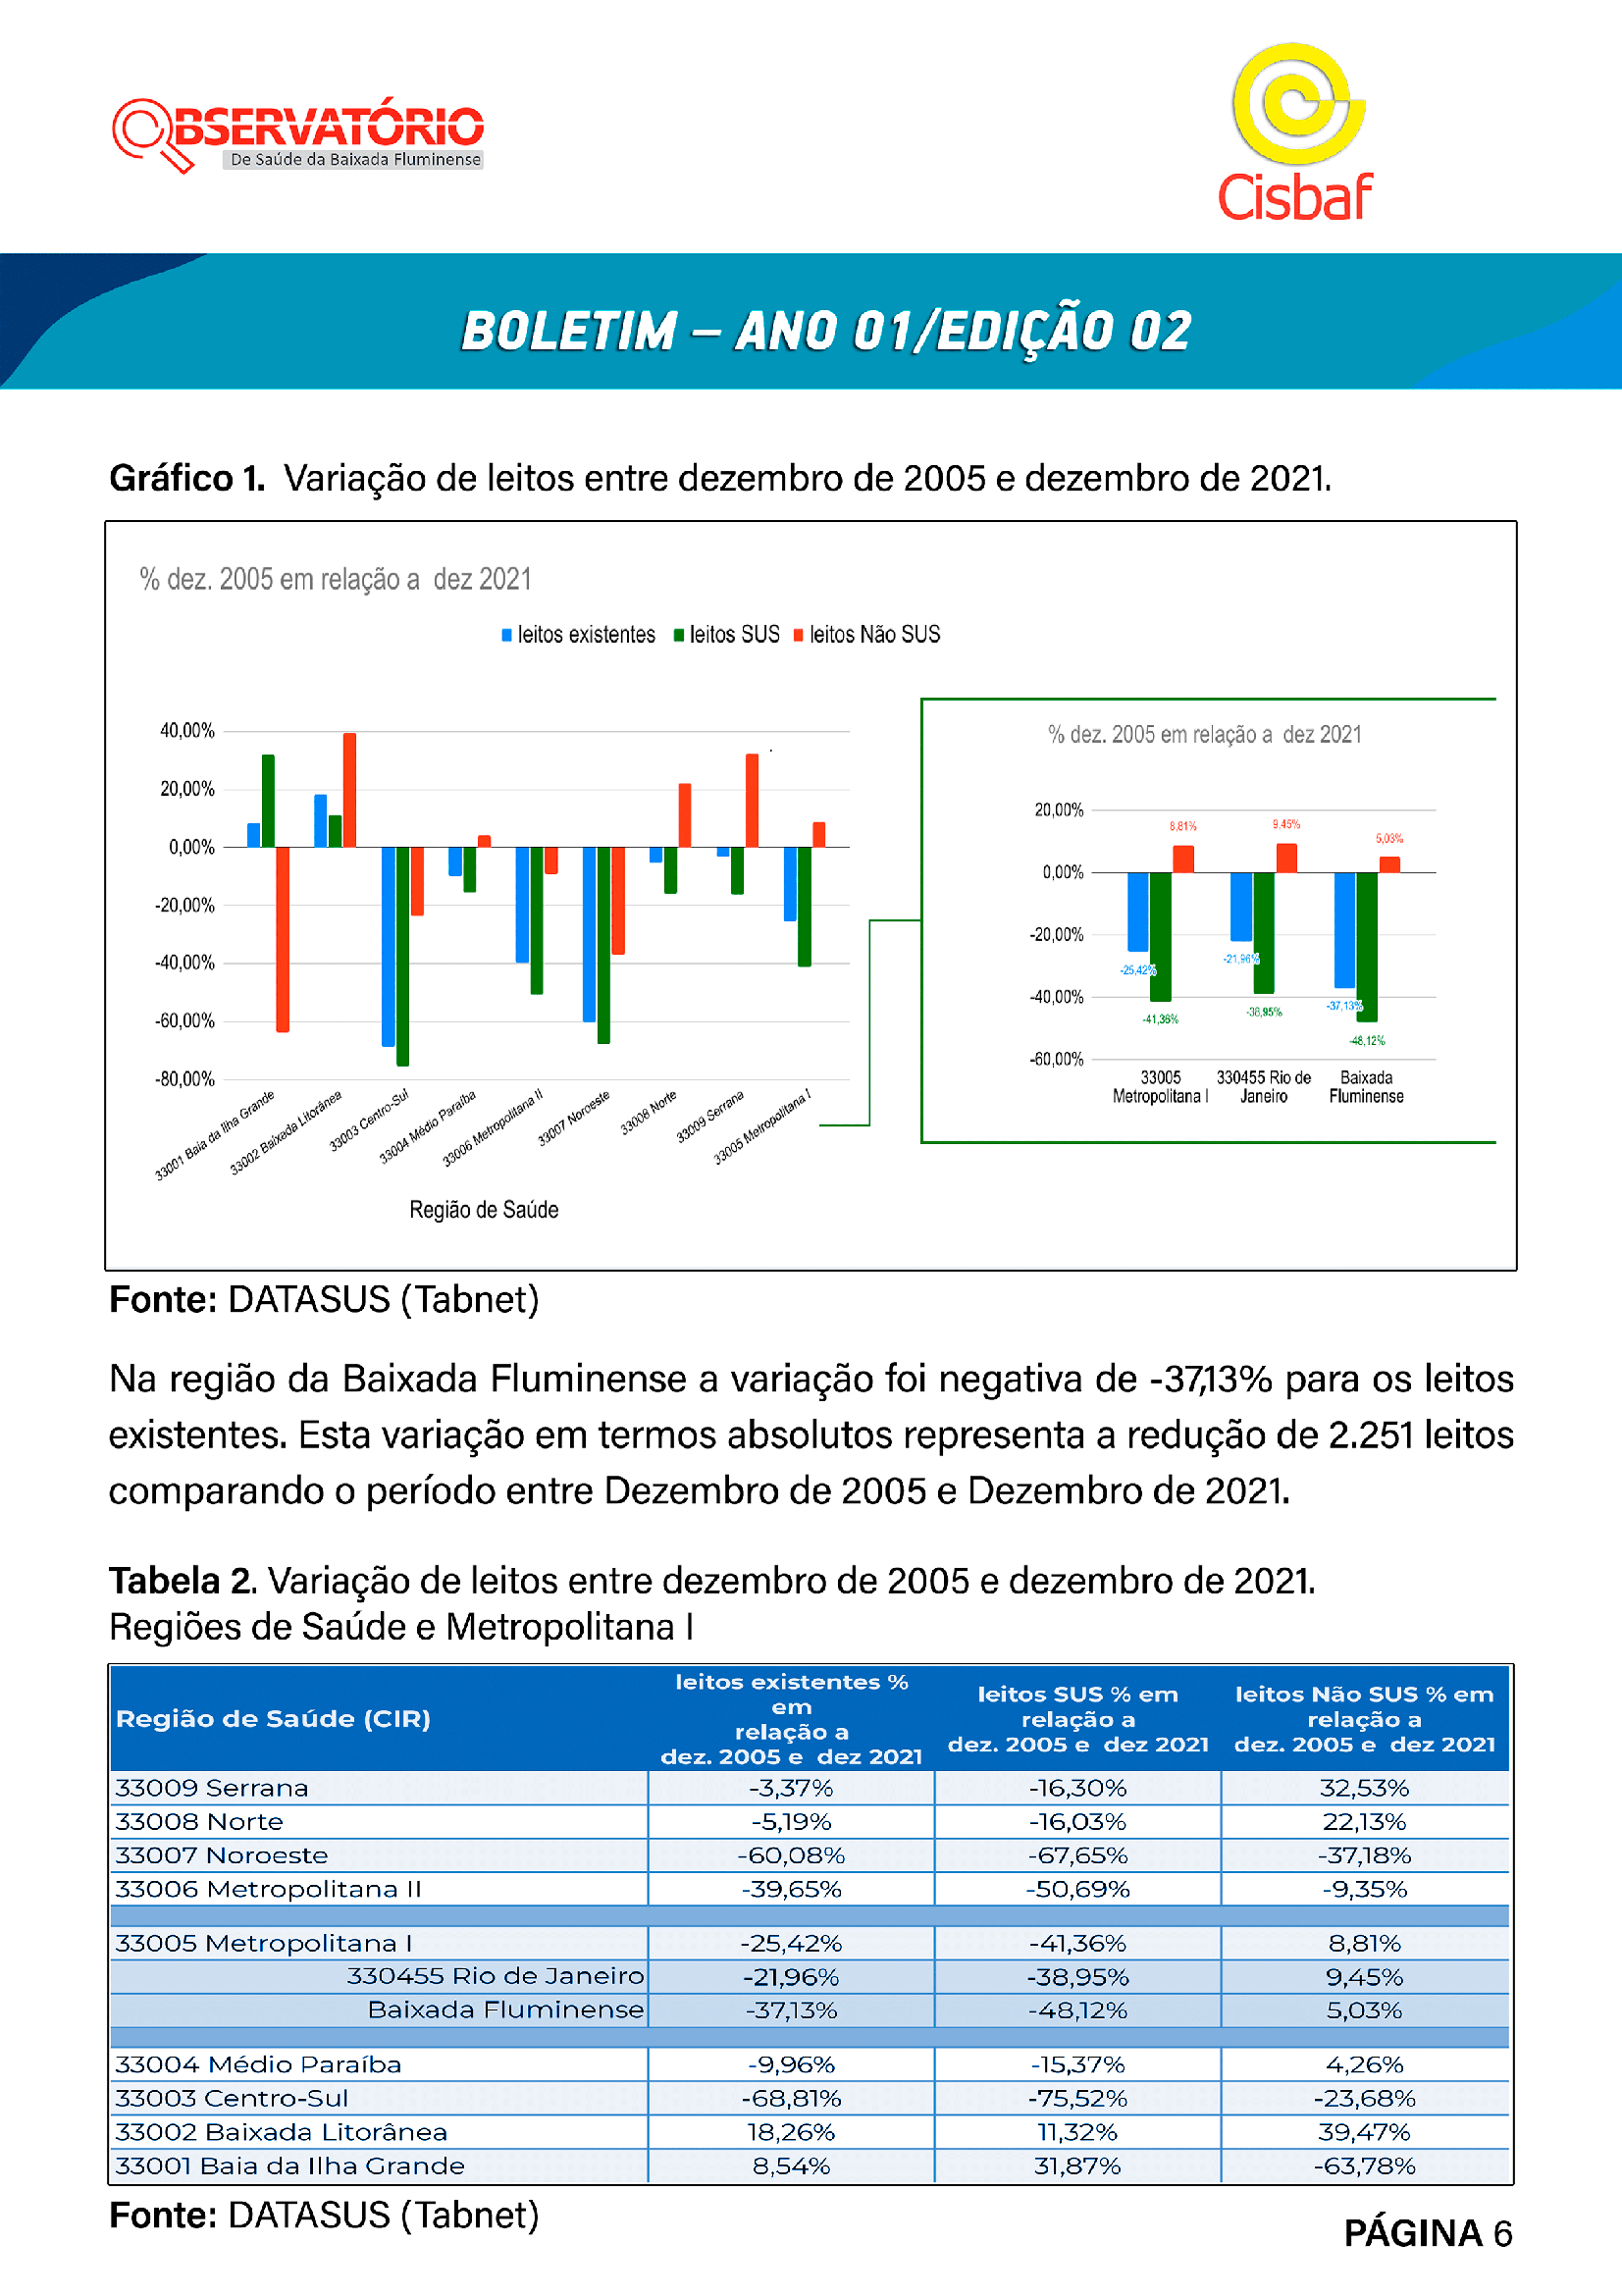 OBSERVATÓRIO
De Saúde da Baixada Fluminense
Cisbaf
BOLETIM – ANO 01/EDIÇÃO 02
Gráfico 1. Variação de leitos entre dezembro de 2005 e dezembro de 2021.
% dez. 2005 em relação a dez 2021
leitos existentes leitos SUS leitos Não SUS
40,00%
20,00%
0,00%
-20,00%
-40,00%
-60,00%
-80,00%
33001 Baia da Ilha Grande
33002 Baixada Litorânea
33003 Centro-Sul
33004 Médio Paraíba
33006 Metropolitana II
33007 Noroeste
33008 Norte
33009 Serrana
33005 Metropolitana I
Região de Saúde
% dez. 2005 em relação a dez 2021
20,00%
0,00%
-20,00%
-40,00%
-60,00%
8,81%
9,45%
5,03%
-25,42%
-21,96%
-37,13%
-41,36%
-38,95%
-48,12%
33005 330455 Rio de Baixada
Metropolitana I Janeiro Fluminense
Fonte: DATASUS (Tabnet)
Na região da Baixada Fluminense a variação foi negativa de -37,13% para os leitos
existentes. Esta variação em termos absolutos representa a redução de 2.251 leitos
comparando o período entre Dezembro de 2005 e Dezembro de 2021.
Tabela 2. Variação de leitos entre dezembro de 2005 e dezembro de 2021.
Regiões de Saúde e Metropolitana I
Região de Saúde (CIR)
leitos existentes %
em
relação a
dez. 2005 e dez 2021
leitos SUS % em
relação a
dez. 2005 e dez 2021
leitos Não SUS % em
relação a
dez. 2005 e dez 2021
33009 Serrana -3,37% -16,30% 32,53%
33008 Norte -5,19% -16,03% 22,13%
33007 Noroeste -60,08% -67,65% -37,18%
33006 Metropolitana II -39,65% -50,69% -9,35%
33005 Metropolitana I -25,42% -41,36% 8,81%
330455 Rio de Janeiro -21,96% -38,95% 9,45%
Baixada Fluminense -37,13% -48,12% 5,03%
33004 Médio Paraíba -9,96% -15,37% 4,26%
33003 Centro-Sul -68,81% -75,52% -23,68%
33002 Baixada Litorânea 18,26% 11,32% 39,47%
33001 Baia da Ilha Grande 8,54% 31,87% -63,78%
Fonte: DATASUS (Tabnet)
PÁGINA 6